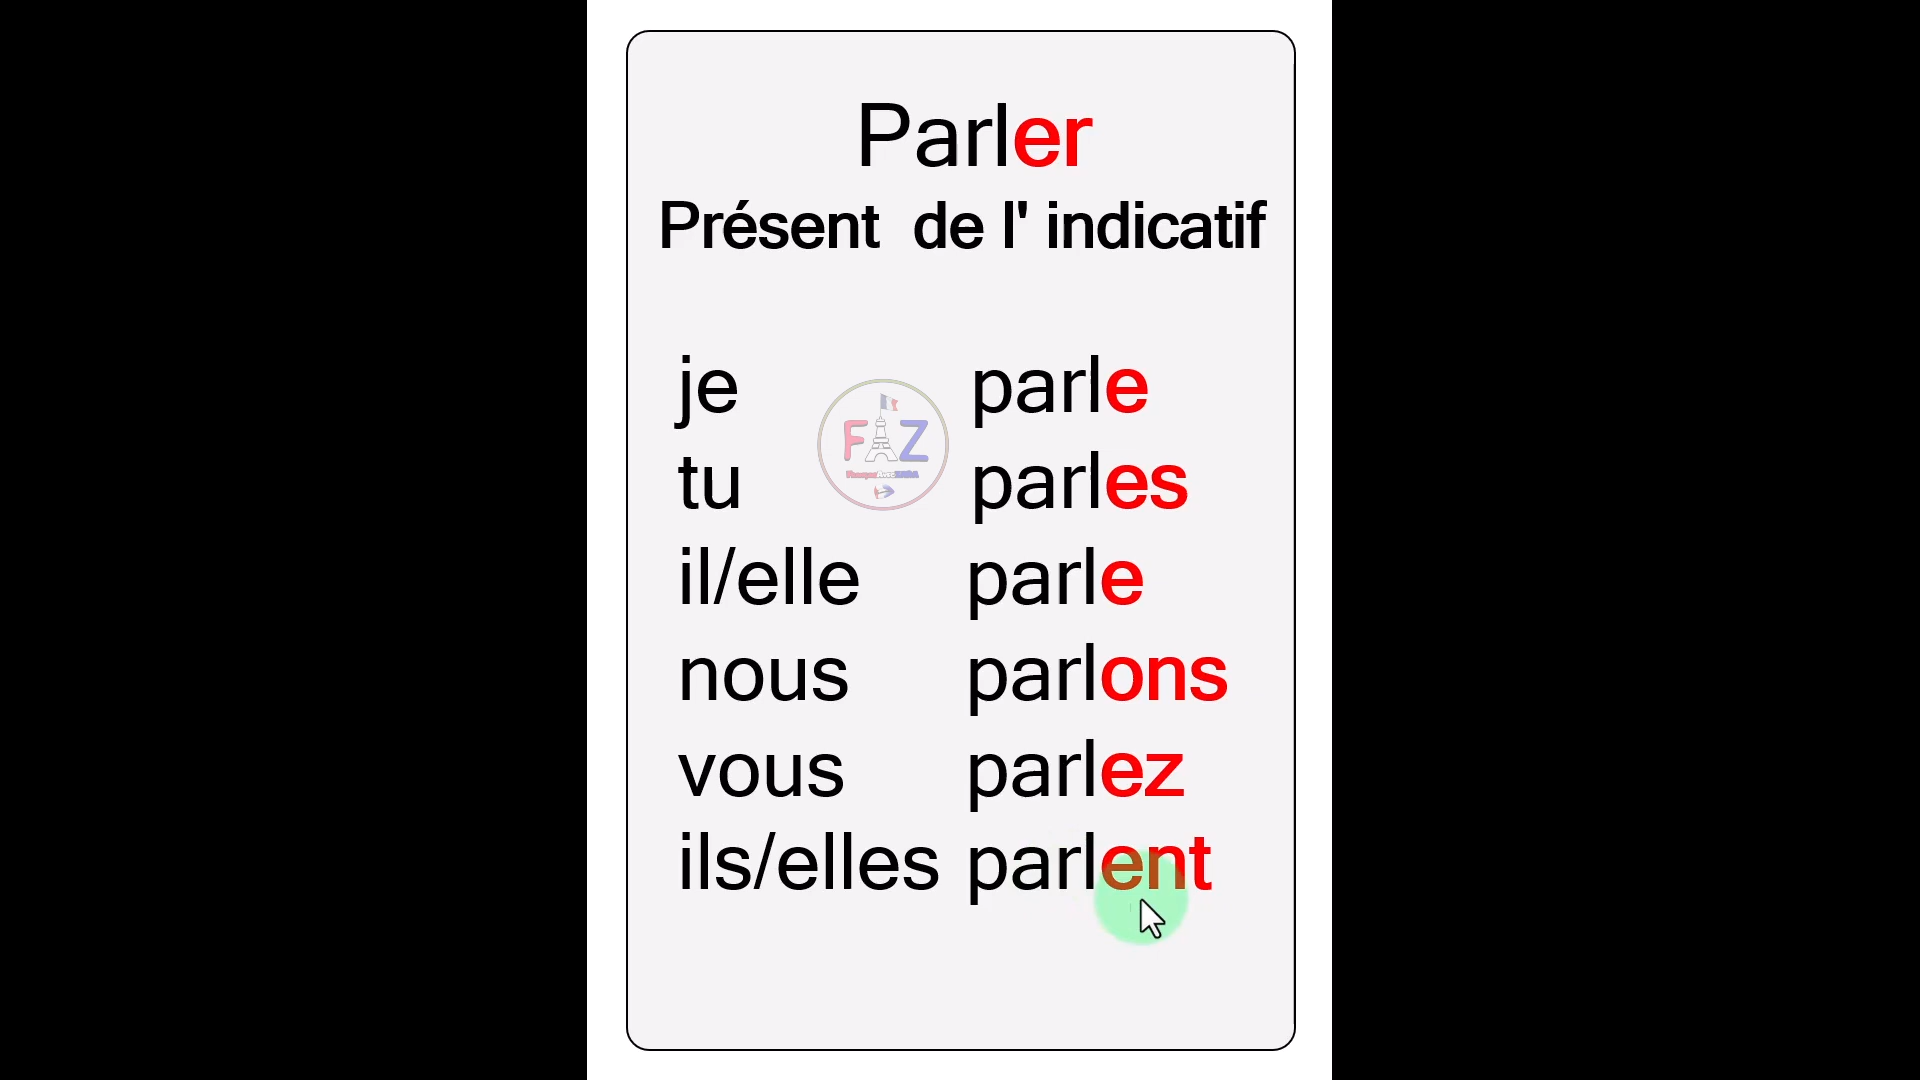 Parler
Présent de l' indicatif
je parle
tu parles
il/elle parle
nous parlons
vous parlez
ils/elles parlent
F Z